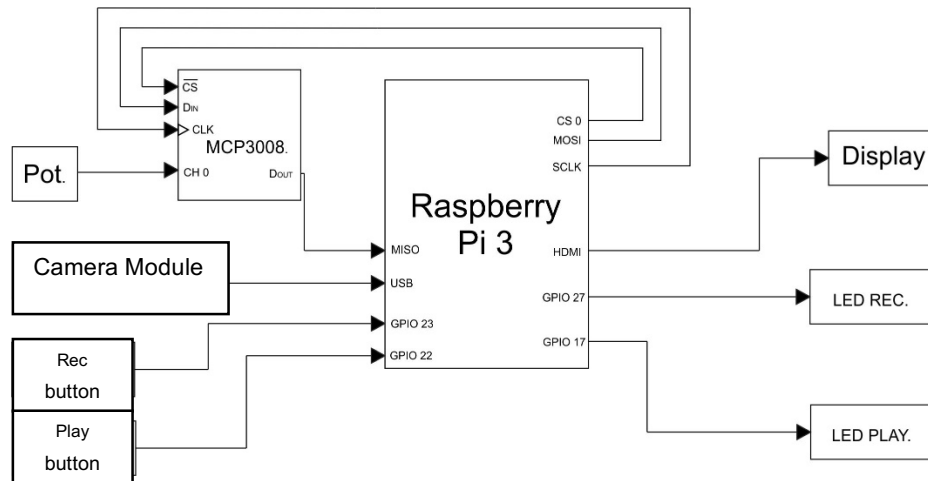 CS
DIN
CLK
MCP3008.
CH 0
DOUT
Pot.
Camera Module
Rec
button
Play
button
CS 0
MOSI
SCLK
Raspberry
Pi 3
MISO
HDMI
USB
GPIO 27
GPIO 23
GPIO 17
GPIO 22
Display
LED REC.
LED PLAY.